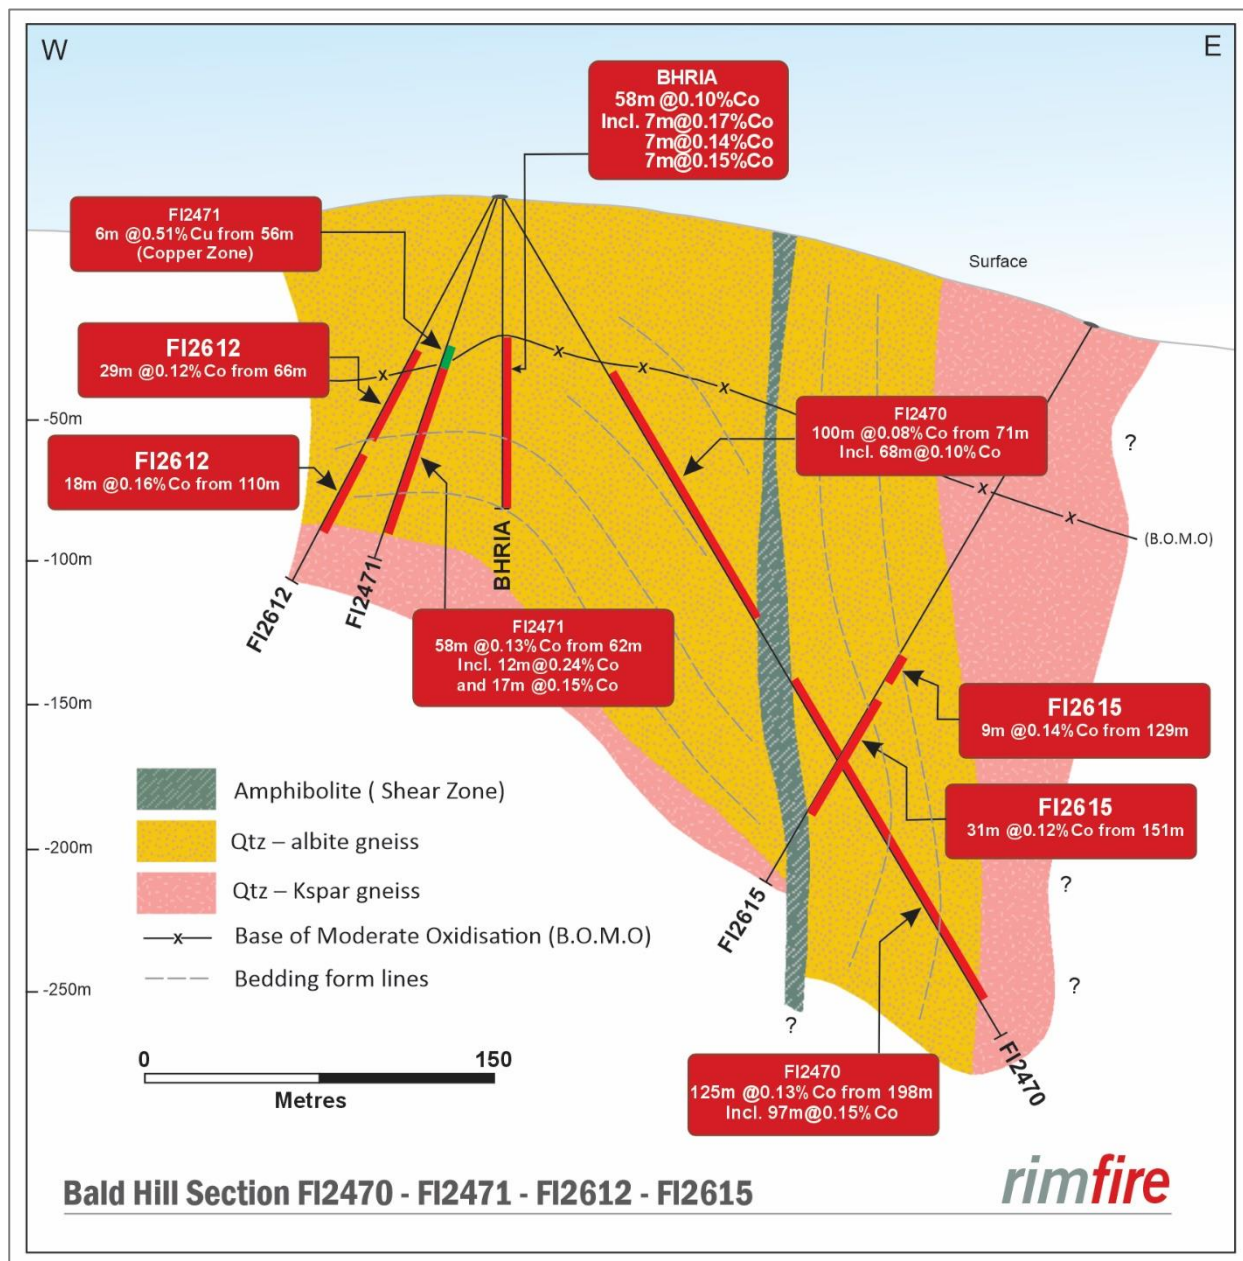 W
E
BHRIA
58m @0.10%Co
Incl. 7m@0.17%Co
7m@0.14%Co
7m@0.15%Co
FI2471
6m @0.51%Cu from 56m
(Copper Zone)
Surface
FI2612
29m @0.12%Co from 66m
FI2470
100m @0.08%Co from 71m
Incl. 68m@0.10%Co
-50m
?
FI2612
18m @0.16%Co from 110m
x
x
x
x
x
(B.O.M.O)
-100m
FI2612
FI2471
BHRIA
FI2471
58m @0.13%Co from 62m
Incl. 12m@0.24%Co
and 17m @0.15%Co
-150m
FI2615
9m @0.14%Co from 129m
FI2615
31m @0.12%Co from 151m
Amphibolite ( Shear Zone)
Qtz – albite gneiss
-200m
Qtz – Kspar gneiss
?
FI2615
x
Base of Moderate Oxidisation (B.O.M.O)
Bedding form lines
-250m
?
?
FI2470
0
150
Metres
FI2470
125m @0.13%Co from 198m
Incl. 97m@0.15%Co
Bald Hill Section FI2470 - FI2471 - FI2612 - FI2615
rimfire